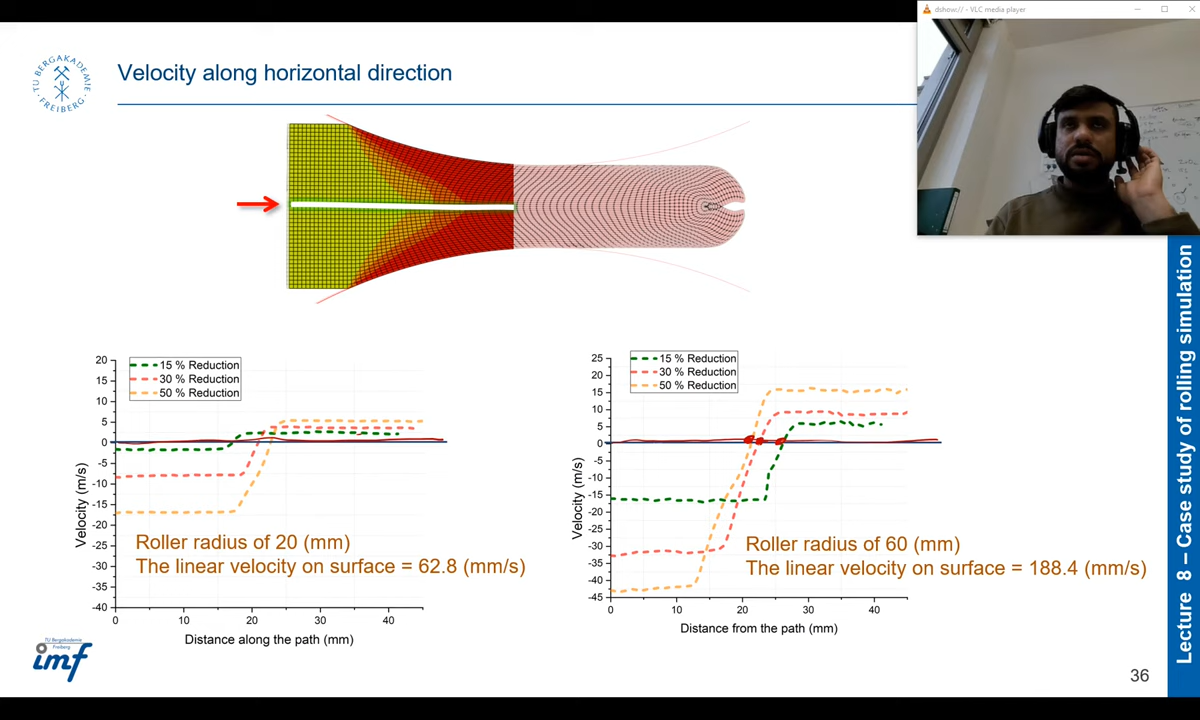 dshow:// - VLC media player
TU BERGAKADEMIE
FREIBERG
Velocity along horizontal direction
20
15
10
5
0
-5
-10
-15
-20
-25
-30
-35
-40
Velocity (m/s)
15 % Reduction
30 % Reduction
50 % Reduction
Roller radius of 20 (mm)
The linear velocity on surface = 62.8 (mm/s)
0
10
20
30
40
Distance along the path (mm)
25
20
15
10
5
0
-5
-10
-15
-20
-25
-30
-35
-40
-45
Velocity (m/s)
15 % Reduction
30 % Reduction
50 % Reduction
Roller radius of 60 (mm)
The linear velocity on surface = 188.4 (mm/s)
0
10
20
30
40
Distance from the path (mm)
TU Bergakademie
Freiberg
imf
36
Lecture 8 – Case study of rolling simulation